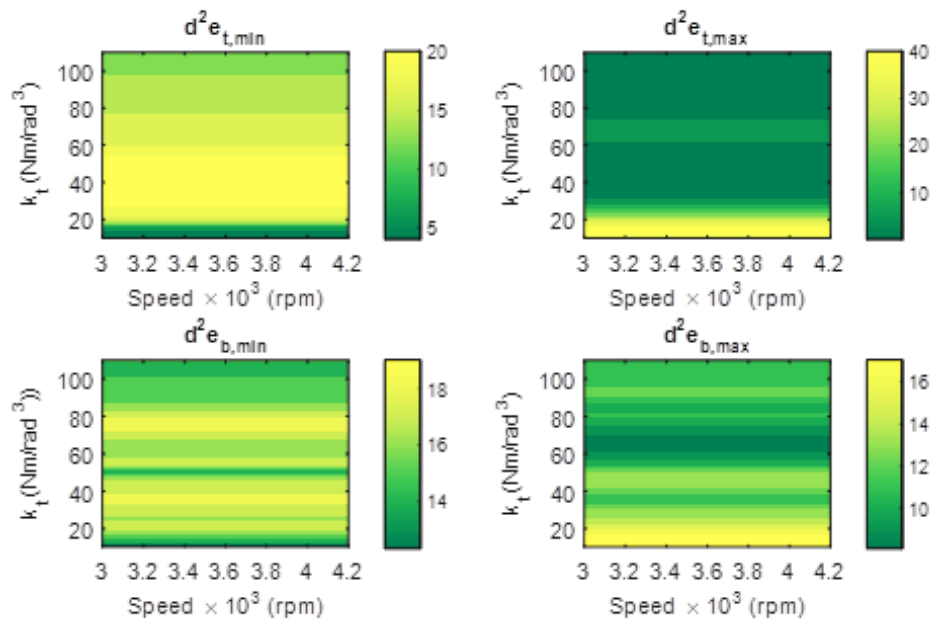 d²e_t,min
20
15
10
5
100
80
60
40
20
k_t (Nm/rad³)
3 3.2 3.4 3.6 3.8 4 4.2
Speed × 10³ (rpm)
d²e_t,max
40
30
20
10
100
80
60
40
20
k_t (Nm/rad³)
3 3.2 3.4 3.6 3.8 4 4.2
Speed × 10³ (rpm)
d²e_b,min
18
16
14
100
80
60
40
20
k_t (Nm/rad³))
3 3.2 3.4 3.6 3.8 4 4.2
Speed × 10³ (rpm)
d²e_b,max
16
14
12
10
100
80
60
40
20
k_t (Nm/rad³)
3 3.2 3.4 3.6 3.8 4 4.2
Speed × 10³ (rpm)